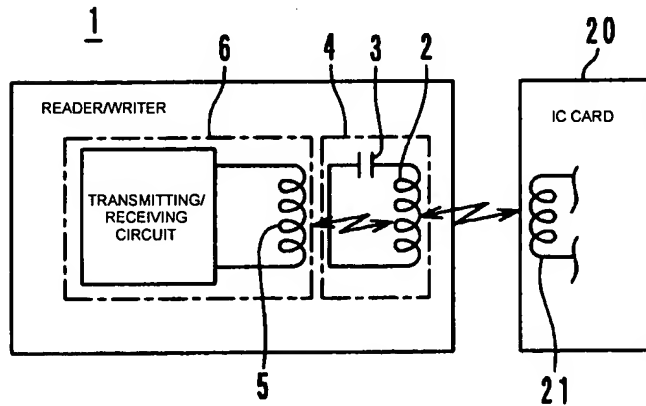 1
6
4
3
2
20
READER/WRITER
IC CARD
TRANSMITTING/
RECEIVING
CIRCUIT
5
21